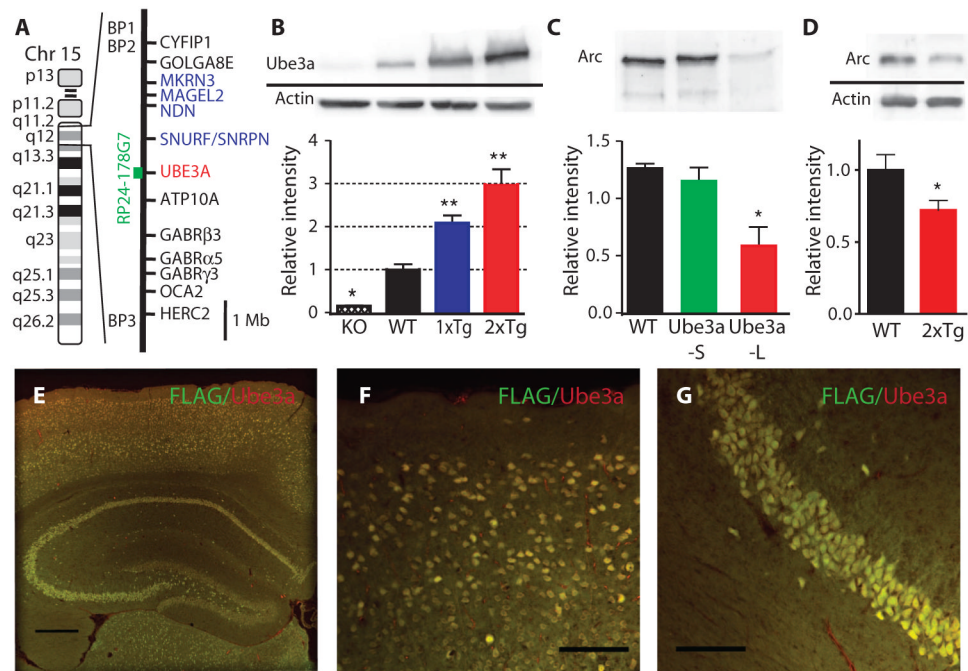 A
Chr 15
p13
p11.2
q11.2
q12
q13.3
q21.1
q21.3
q23
q25.1
q25.3
q26.2
BP1
BP2
BP3
RP24-178G7
CYFIP1
GOLGA8E
MKRN3
MAGEL2
NDN
SNURF/SNRPN
UBE3A
ATP10A
GABRβ3
GABRα5
GABRγ3
OCA2
HERC2
1 Mb
B
Ube3a
Actin
Relative intensity
4
3
2
1
0
*
**
**
KO WT 1xTg 2xTg
C
Arc
Relative intensity
1.5
1.0
0.5
0.0
*
WT Ube3a Ube3a
-S -L
D
Arc
Actin
Relative intensity
1.0
0.5
0.0
*
WT 2xTg
E FLAG/Ube3a
F FLAG/Ube3a
G FLAG/Ube3a